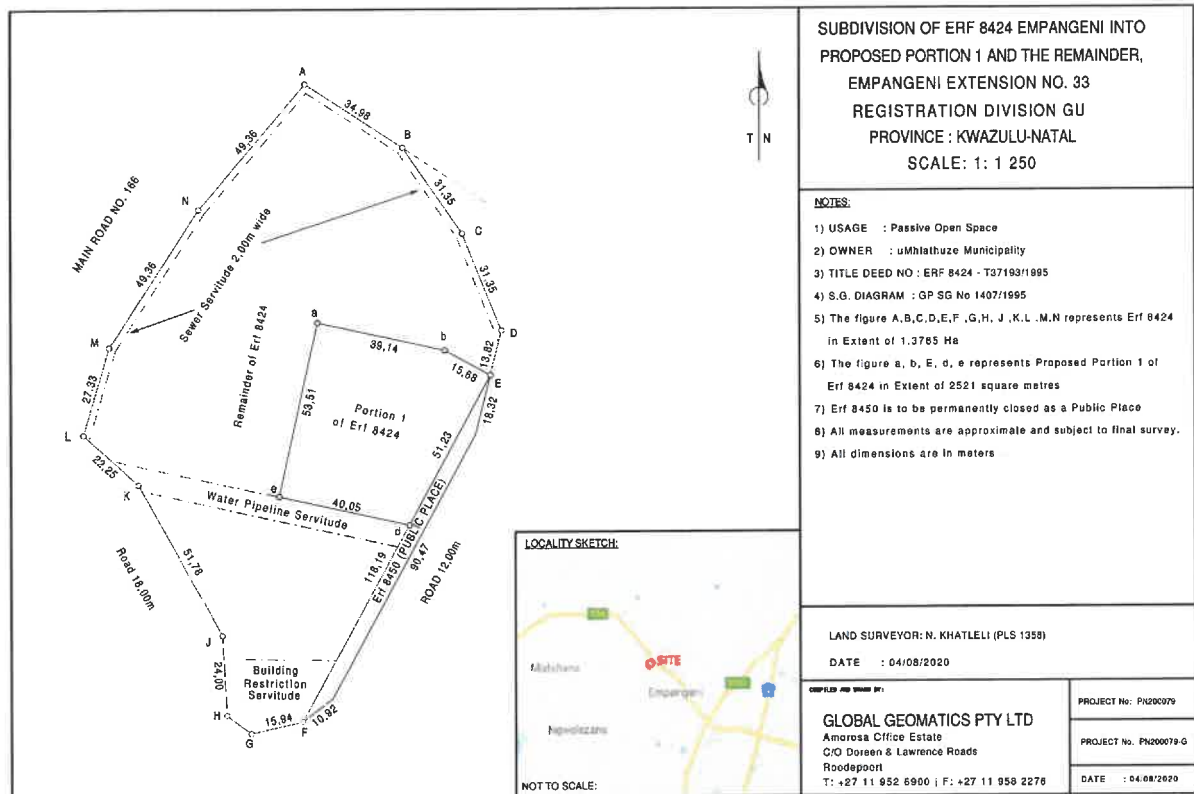 SUBDIVISION OF ERF 8424 EMPANGENI INTO
PROPOSED PORTION 1 AND THE REMAINDER,
EMPANGENI EXTENSION NO. 33
REGISTRATION DIVISION GU
PROVINCE : KWAZULU-NATAL
SCALE: 1: 1 250
NOTES:
1) USAGE : Passive Open Space
2) OWNER : uMhlathuze Municipality
3) TITLE DEED NO : ERF 8424 - T37193/1995
4) S.G. DIAGRAM : GP SG No 1407/1995
5) The figure A,B,C,D,E,F ,G,H, J ,K,L .M,N represents Erf 8424
in Extent of 1.3765 Ha
6) The figure a, b, E, d, e represents Proposed Portion 1 of
Erf 8424 in Extent of 2521 square metres
7) Erf 8450 is to be permanently closed as a Public Place
8) All measurements are approximate and subject to final survey.
9) All dimensions are in meters
LAND SURVEYOR: N. KHATLELI (PLS 1358)
DATE : 04/08/2020
COMPILED AND DRAWN BY:
GLOBAL GEOMATICS PTY LTD
Amorosa Office Estate
C/O Doreen & Lawrence Roads
Roodepoort
T: +27 11 952 6900 | F: +27 11 958 2276
PROJECT No: PN200079
PROJECT No. PN200079-G
DATE : 04/08/2020
A
34,98
B
49,36
31,35
T N
MAIN ROAD NO. 166
N
C
Sewer Servitude 2,00m wide
49,36
31,35
M
a
D
39,14
b
13,82
15,68
E
27,33
Remainder of Erf 8424
53,51
Portion 1
of Erf 8424
18,32
51,23
L
22,25
K
e
40,05
Water Pipeline Servitude
d
Erf 8450 (PUBLIC PLACE)
118,19
90,47
ROAD 12,00m
51,78
Road 18,00m
J
24,00
Building
Restriction
Servitude
H
15,94
G
F
10,92
LOCALITY SKETCH:
SITE
Empangeni
NOT TO SCALE: